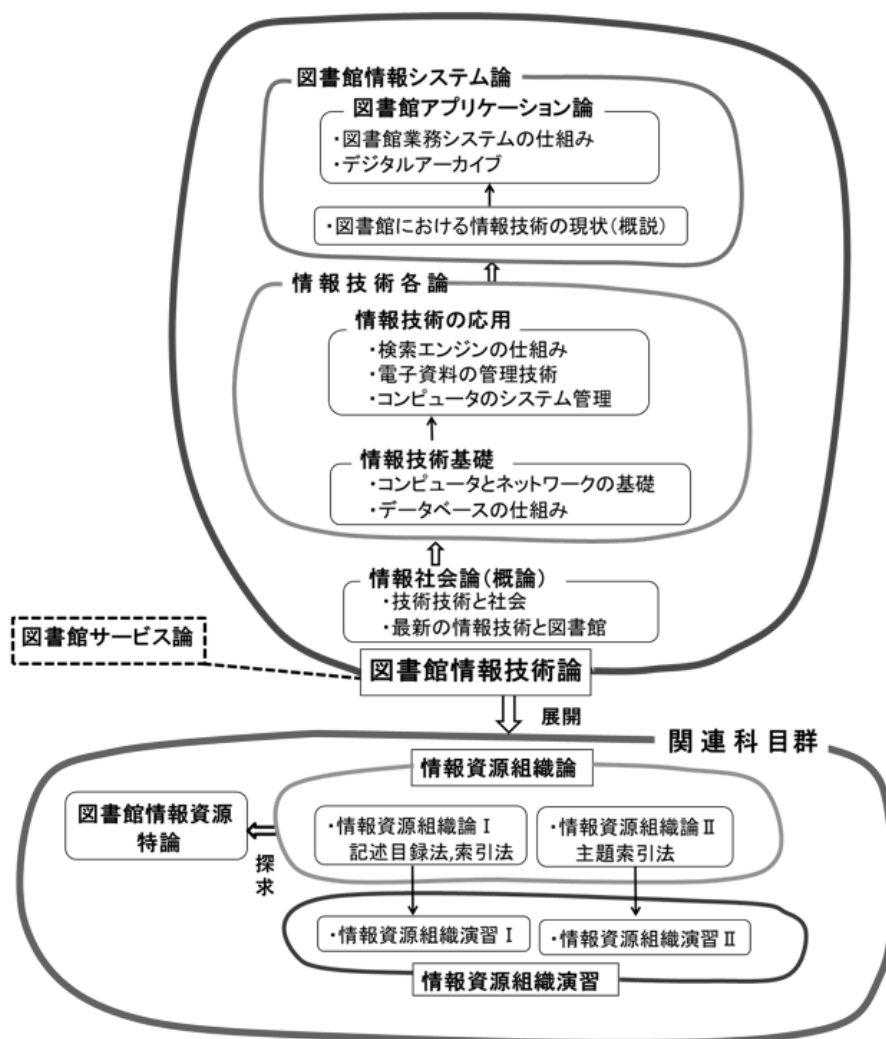 図書館情報システム論
図書館アプリケーション論
・図書館業務システムの仕組み
・デジタルアーカイブ
・図書館における情報技術の現状(概説)
情報技術各論
情報技術の応用
・検索エンジンの仕組み
・電子資料の管理技術
・コンピュータのシステム管理
情報技術基礎
・コンピュータとネットワークの基礎
・データベースの仕組み
情報社会論(概論)
・技術技術と社会
・最新の情報技術と図書館
図書館サービス論
図書館情報技術論
展開
関連科目群
情報資源組織論
図書館情報資源
特論
探求
・情報資源組織論Ⅰ
記述目録法,索引法
・情報資源組織論Ⅱ
主題索引法
・情報資源組織演習Ⅰ
・情報資源組織演習Ⅱ
情報資源組織演習